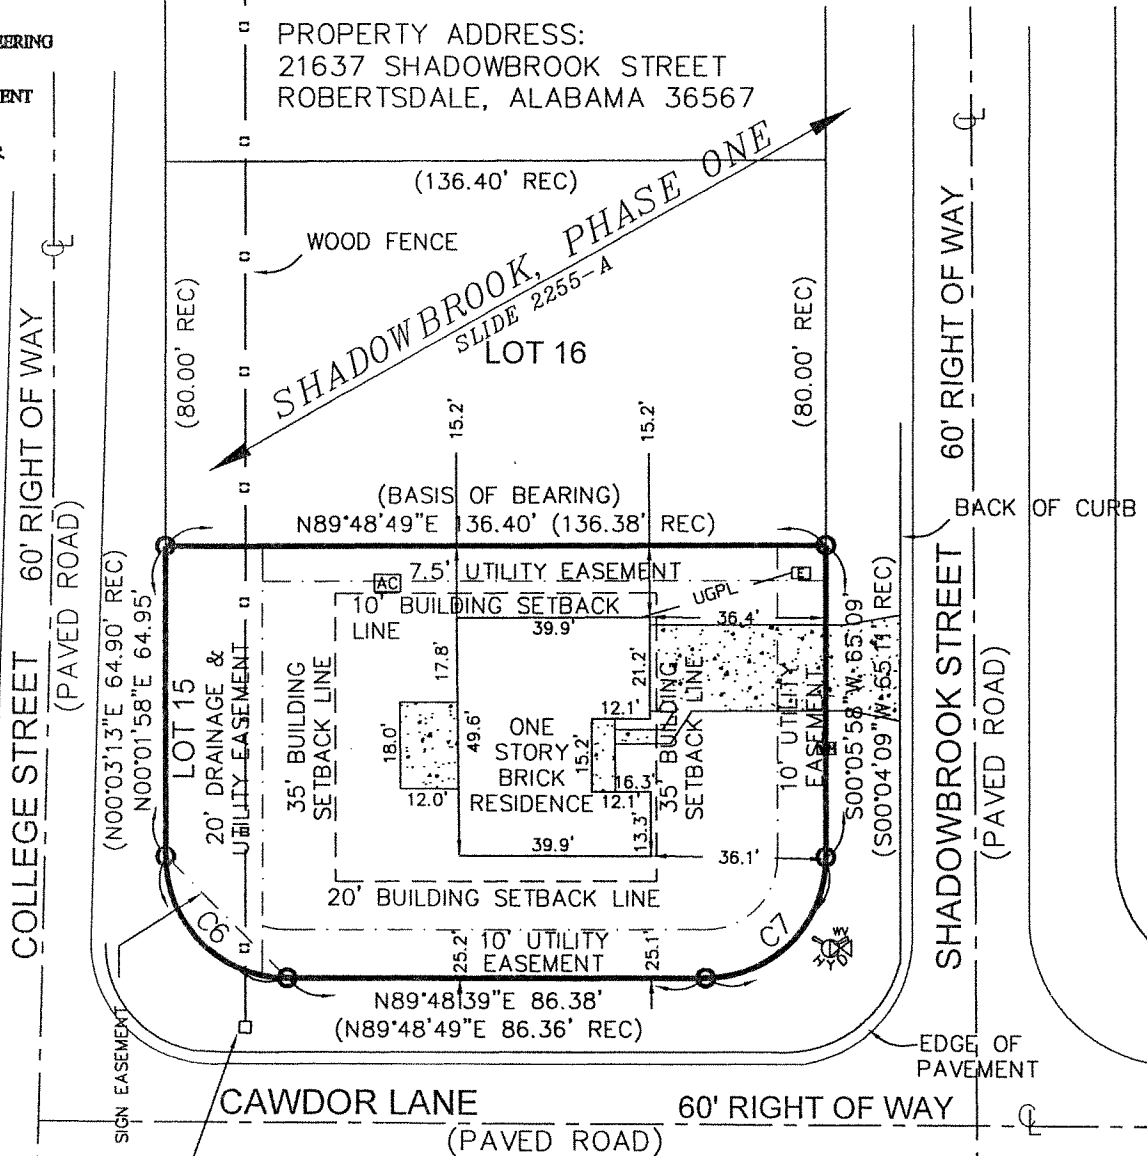 EERING
ENT
PROPERTY ADDRESS:
21637 SHADOWBROOK STREET
ROBERTSDALE, ALABAMA 36567
(136.40' REC)
WOOD FENCE
SHADOWBROOK, PHASE ONE
SLIDE 2255-A
LOT 16
(80.00' REC)
(80.00' REC)
60' RIGHT OF WAY
60' RIGHT OF WAY
(PAVED ROAD)
15.2'
15.2'
(BASIS OF BEARING)
N89°48'49"E 136.40' (136.38' REC)
BACK OF CURB
7.5' UTILITY EASEMENT
AC
E
UGPL
10' BUILDING SETBACK
LINE
39.9'
36.4'
(N00°03'13"E 64.90' REC)
N00°01'58"E 64.95'
LOT 15
20' DRAINAGE &
UTILITY EASEMENT
35' BUILDING
SETBACK LINE
17.8'
18.0'
49.6'
12.0'
ONE
STORY
BRICK
RESIDENCE
21.2'
12.1'
15.2'
16.3'
12.1'
13.3'
35' BUILDING
SETBACK LINE
10' UTILITY
EASEMENT
S00°05'58"W 65.09'
(S00°04'09"W 65.11' REC)
COLLEGE STREET
SHADOWBROOK STREET
(PAVED ROAD)
39.9'
36.1'
20' BUILDING SETBACK LINE
C6
C7
WV
HYD
25.2'
10' UTILITY
EASEMENT
25.1'
N89°48'39"E 86.38'
(N89°48'49"E 86.36' REC)
SIGN EASEMENT
EDGE OF
PAVEMENT
CAWDOR LANE
60' RIGHT OF WAY
(PAVED ROAD)